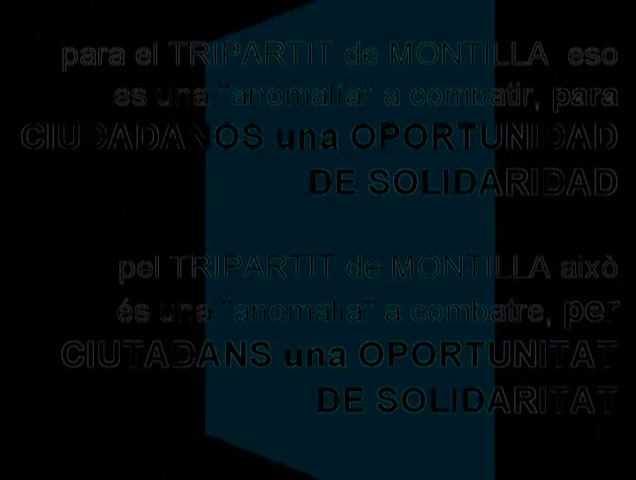 para el TRIPARTIT de MONTILLA eso
es una "anomalía" a combatir, para
CIUDADANOS una OPORTUNIDAD
DE SOLIDARIDAD
pel TRIPARTIT de MONTILLA això
és una "anomalia" a combatre, per
CIUTADANS una OPORTUNITAT
DE SOLIDARITAT